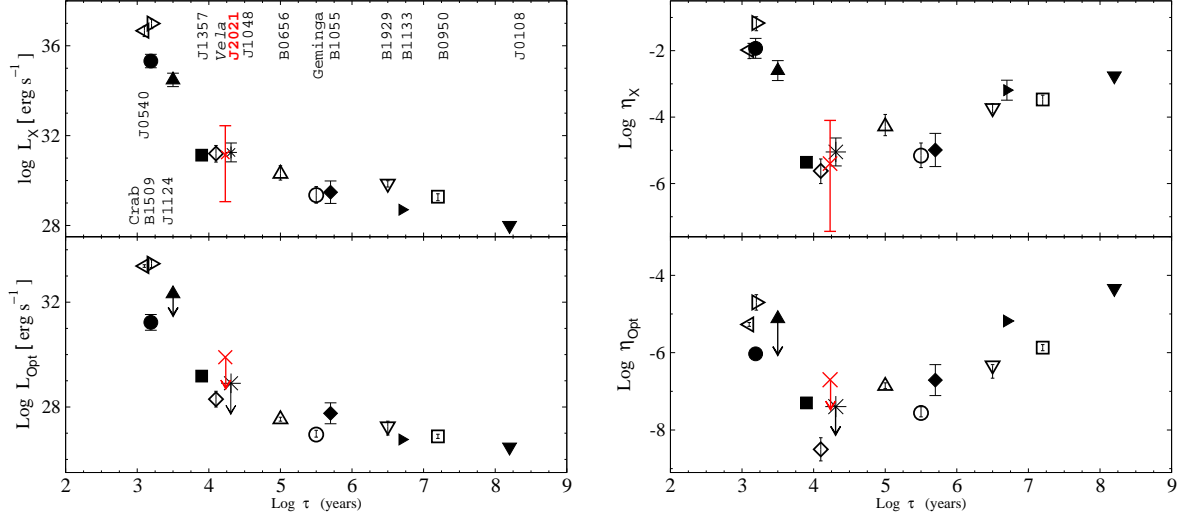 J1357
Vela
J2021
J1048
B0656
Geminga
B1055
B1929
B1133
B0950
J0108
J0540
Crab
B1509
J1124
log L_X [ erg s⁻¹ ]
36
32
28
Log L_Opt [ erg s⁻¹ ]
32
28
2 3 4 5 6 7 8 9
Log τ (years)
Log η_X
-2
-4
-6
Log η_Opt
-4
-6
-8
2 3 4 5 6 7 8 9
Log τ (years)